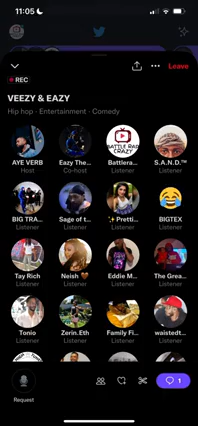 11:05
REC
Leave
VEEZY & EAZY
Hip hop · Entertainment · Comedy
BATTLE RAP
CRAZY
AYE VERB
Eazy The...
Battlera...
S.A.N.D.™
Host
Co-host
Listener
Listener
BIG TRA...
Sage of t...
✨Pretti...
BIGTEX
Listener
Listener
Listener
Listener
Tay Rich
Neish 🤎
Eddie M...
The Grea...
Listener
Listener
Listener
Listener
Tonio
Zerin.Eth
Family Fi...
waistedt...
Listener
Listener
Listener
Listener
Request
1